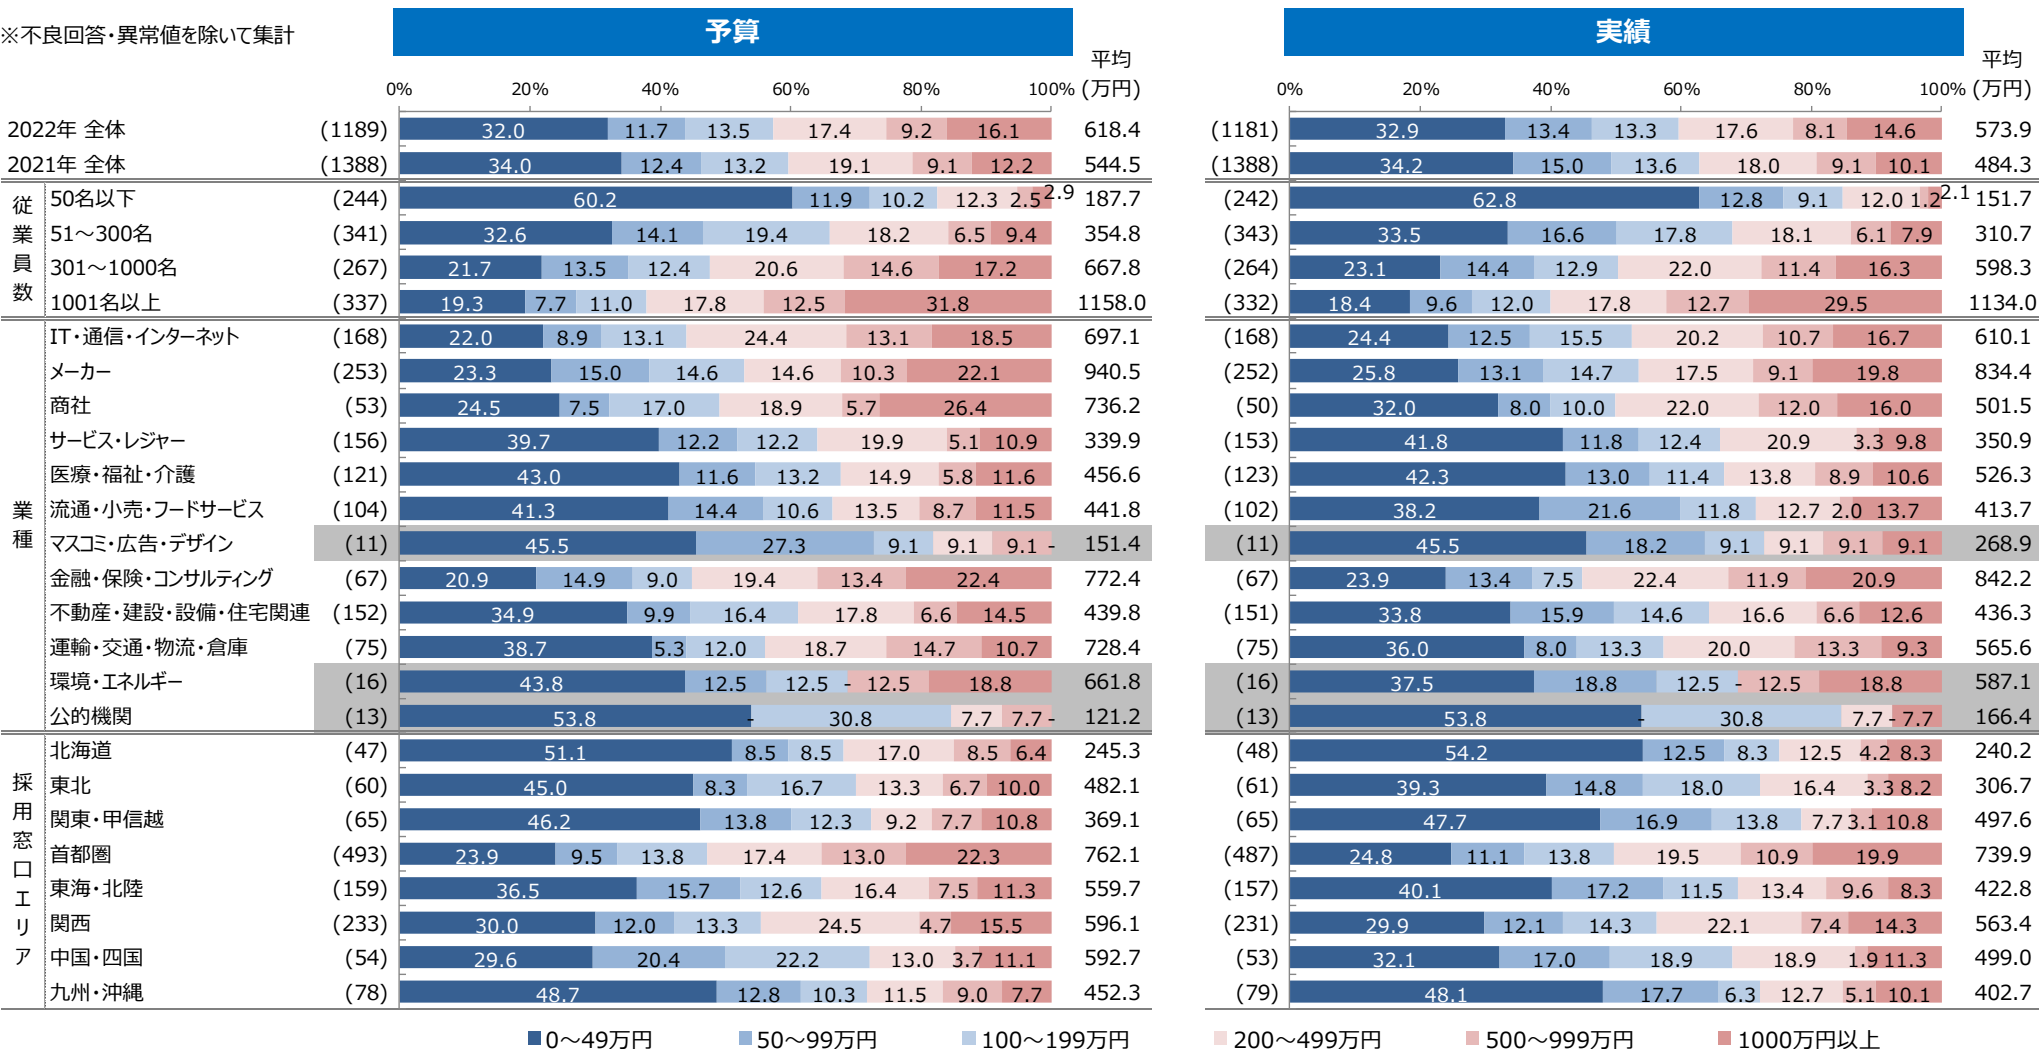 ※不良回答・異常値を除いて集計
予算
実績
平均
(万円)
平均
(万円)
0% 20% 40% 60% 80% 100%
0% 20% 40% 60% 80% 100%
2022年 全体 (1189) 32.0 11.7 13.5 17.4 9.2 16.1 618.4 (1181) 32.9 13.4 13.3 17.6 8.1 14.6 573.9
2021年 全体 (1388) 34.0 12.4 13.2 19.1 9.1 12.2 544.5 (1388) 34.2 15.0 13.6 18.0 9.1 10.1 484.3
従業員数
50名以下 (244) 60.2 11.9 10.2 12.3 2.5 2.9 187.7 (242) 62.8 12.8 9.1 12.0 1.2 2.1 151.7
51～300名 (341) 32.6 14.1 19.4 18.2 6.5 9.4 354.8 (343) 33.5 16.6 17.8 18.1 6.1 7.9 310.7
301～1000名 (267) 21.7 13.5 12.4 20.6 14.6 17.2 667.8 (264) 23.1 14.4 12.9 22.0 11.4 16.3 598.3
1001名以上 (337) 19.3 7.7 11.0 17.8 12.5 31.8 1158.0 (332) 18.4 9.6 12.0 17.8 12.7 29.5 1134.0
業種
IT・通信・インターネット (168) 22.0 8.9 13.1 24.4 13.1 18.5 697.1 (168) 24.4 12.5 15.5 20.2 10.7 16.7 610.1
メーカー (253) 23.3 15.0 14.6 14.6 10.3 22.1 940.5 (252) 25.8 13.1 14.7 17.5 9.1 19.8 834.4
商社 (53) 24.5 7.5 17.0 18.9 5.7 26.4 736.2 (50) 32.0 8.0 10.0 22.0 12.0 16.0 501.5
サービス・レジャー (156) 39.7 12.2 12.2 19.9 5.1 10.9 339.9 (153) 41.8 11.8 12.4 20.9 3.3 9.8 350.9
医療・福祉・介護 (121) 43.0 11.6 13.2 14.9 5.8 11.6 456.6 (123) 42.3 13.0 11.4 13.8 8.9 10.6 526.3
流通・小売・フードサービス (104) 41.3 14.4 10.6 13.5 8.7 11.5 441.8 (102) 38.2 21.6 11.8 12.7 2.0 13.7 413.7
マスコミ・広告・デザイン (11) 45.5 27.3 9.1 9.1 9.1 - 151.4 (11) 45.5 18.2 9.1 9.1 9.1 9.1 268.9
金融・保険・コンサルティング (67) 20.9 14.9 9.0 19.4 13.4 22.4 772.4 (67) 23.9 13.4 7.5 22.4 11.9 20.9 842.2
不動産・建設・設備・住宅関連 (152) 34.9 9.9 16.4 17.8 6.6 14.5 439.8 (151) 33.8 15.9 14.6 16.6 6.6 12.6 436.3
運輸・交通・物流・倉庫 (75) 38.7 5.3 12.0 18.7 14.7 10.7 728.4 (75) 36.0 8.0 13.3 20.0 13.3 9.3 565.6
環境・エネルギー (16) 43.8 12.5 12.5 - 12.5 18.8 661.8 (16) 37.5 18.8 12.5 - 12.5 18.8 587.1
公的機関 (13) 53.8 - 30.8 7.7 7.7 - 121.2 (13) 53.8 - 30.8 7.7 - 7.7 166.4
採用窓口エリア
北海道 (47) 51.1 8.5 8.5 17.0 8.5 6.4 245.3 (48) 54.2 12.5 8.3 12.5 4.2 8.3 240.2
東北 (60) 45.0 8.3 16.7 13.3 6.7 10.0 482.1 (61) 39.3 14.8 18.0 16.4 3.3 8.2 306.7
関東・甲信越 (65) 46.2 13.8 12.3 9.2 7.7 10.8 369.1 (65) 47.7 16.9 13.8 7.7 3.1 10.8 497.6
首都圏 (493) 23.9 9.5 13.8 17.4 13.0 22.3 762.1 (487) 24.8 11.1 13.8 19.5 10.9 19.9 739.9
東海・北陸 (159) 36.5 15.7 12.6 16.4 7.5 11.3 559.7 (157) 40.1 17.2 11.5 13.4 9.6 8.3 422.8
関西 (233) 30.0 12.0 13.3 24.5 4.7 15.5 596.1 (231) 29.9 12.1 14.3 22.1 7.4 14.3 563.4
中国・四国 (54) 29.6 20.4 22.2 13.0 3.7 11.1 592.7 (53) 32.1 17.0 18.9 18.9 1.9 11.3 499.0
九州・沖縄 (78) 48.7 12.8 10.3 11.5 9.0 7.7 452.3 (79) 48.1 17.7 6.3 12.7 5.1 10.1 402.7
0～49万円 50～99万円 100～199万円 200～499万円 500～999万円 1000万円以上